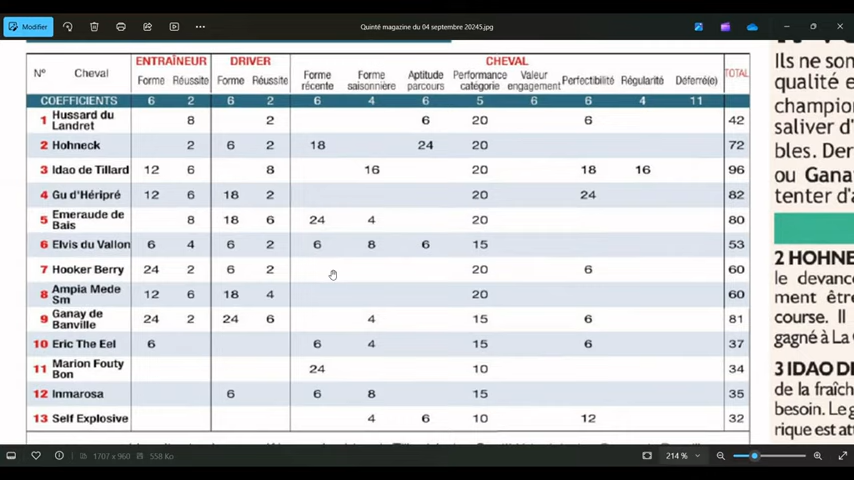 Modifier
Quinté magazine du 04 septembre 20245.jpg
ENTRAÎNEUR DRIVER CHEVAL
N° Cheval Forme Réussite Forme Réussite Forme récente Forme saisonnière Aptitude parcours Performance catégorie Valeur engagement Perfectibilité Régularité Déferré(e) TOTAL
COEFFICIENTS 6 2 6 2 6 4 6 5 6 6 4 11
1 Hussard du Landret 8 2 6 20 6 42
2 Hohneck 2 6 2 18 24 20 72
3 Idao de Tillard 12 6 8 16 20 18 16 96
4 Gu d'Héripré 12 6 18 2 20 24 82
5 Emeraude de Bais 8 18 6 24 4 20 80
6 Elvis du Vallon 6 4 6 2 6 8 6 15 53
7 Hooker Berry 24 2 6 2 20 6 60
8 Ampia Mede Sm 12 6 18 4 20 60
9 Ganay de Banville 24 2 24 6 4 15 6 81
10 Eric The Eel 6 6 4 15 6 37
11 Marion Fouty Bon 24 10 34
12 Inmarosa 6 6 8 15 35
13 Self Explosive 4 6 10 12 32
Ils ne son
qualité e
champion
saliver d'
bles. Der
ou Gana
tenter d'a
2 HOHNE
le devanc
ment êtr
course. Il
gagné à La
3 IDAO DE
de la fraîch
besoin. Le g
rique est att
1707 x 960 558 Ko 214 %